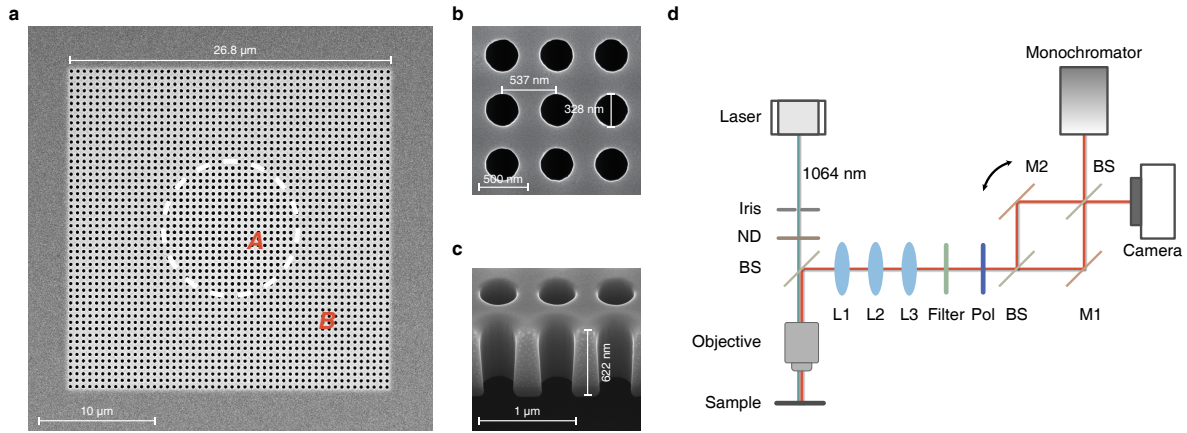 a
26.8 µm
A
B
10 µm
b
537 nm
328 nm
500 nm
c
622 nm
1 µm
d
Monochromator
Laser
1064 nm
M2
BS
Iris
ND
BS
Camera
L1
L2
L3
Filter
Pol
BS
M1
Objective
Sample